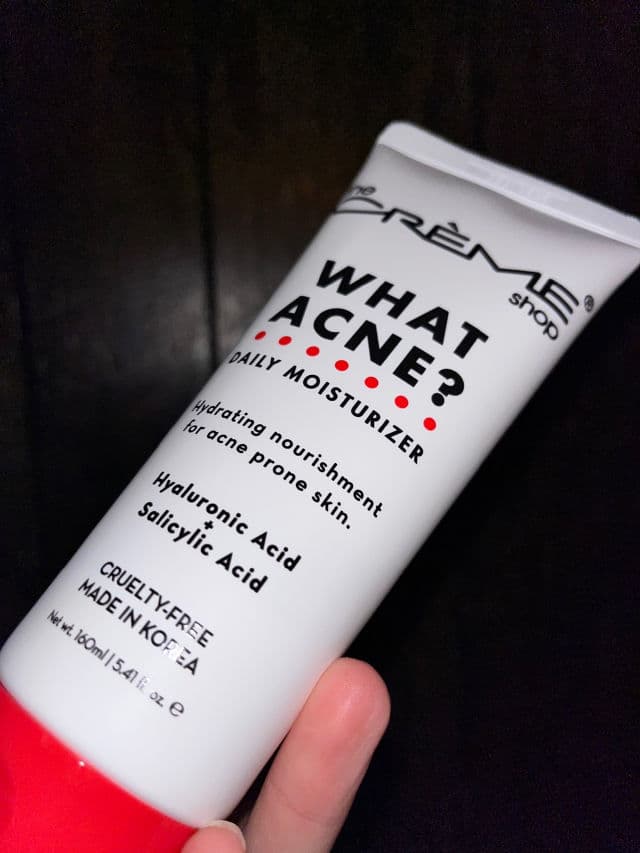 the
CRÈME
shop®
WHAT
ACNE?
DAILY MOISTURIZER
Hydrating nourishment
for acne prone skin.
Hyaluronic Acid
+
Salicylic Acid
CRUELTY-FREE
MADE IN KOREA
Net wt. 160ml | 5.41 fl. oz. ℮